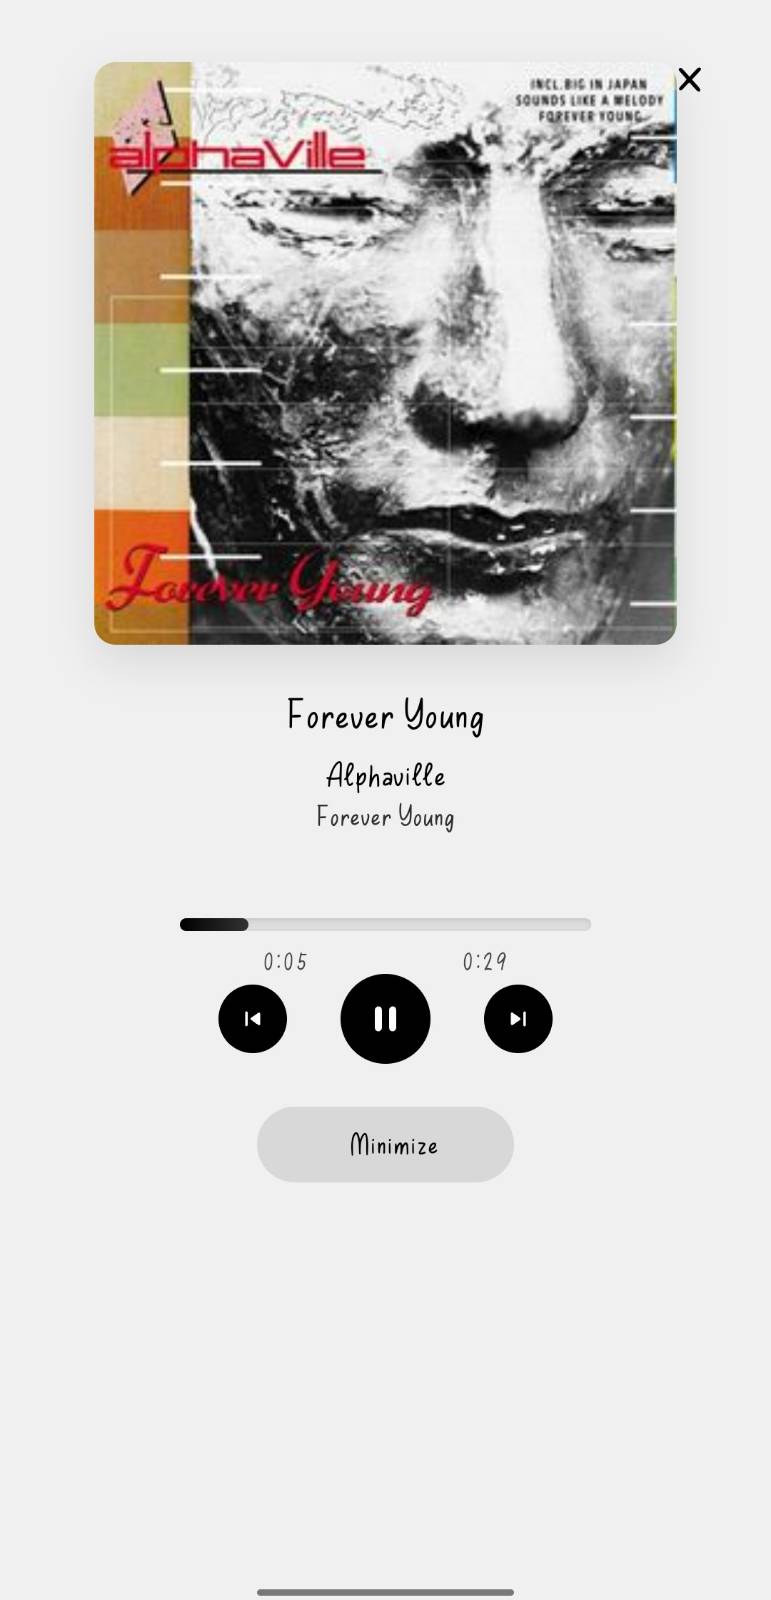 INCL. BIG IN JAPAN
SOUNDS LIKE A MELODY
FOREVER YOUNG
alphaville
Forever Young
Forever Young
Alphaville
Forever Young
0:05 0:29
Minimize